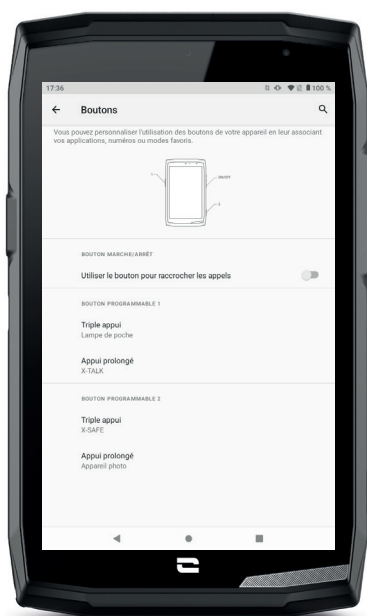 17:36 100 %
Boutons
Vous pouvez personnaliser l'utilisation des boutons de votre appareil en leur associant
vos applications, numéros ou modes favoris.
ON/OFF
BOUTON MARCHE/ARRÊT
Utiliser le bouton pour raccrocher les appels
BOUTON PROGRAMMABLE 1
Triple appui
Lampe de poche
Appui prolongé
X-TALK
BOUTON PROGRAMMABLE 2
Triple appui
X-SAFE
Appui prolongé
Appareil photo